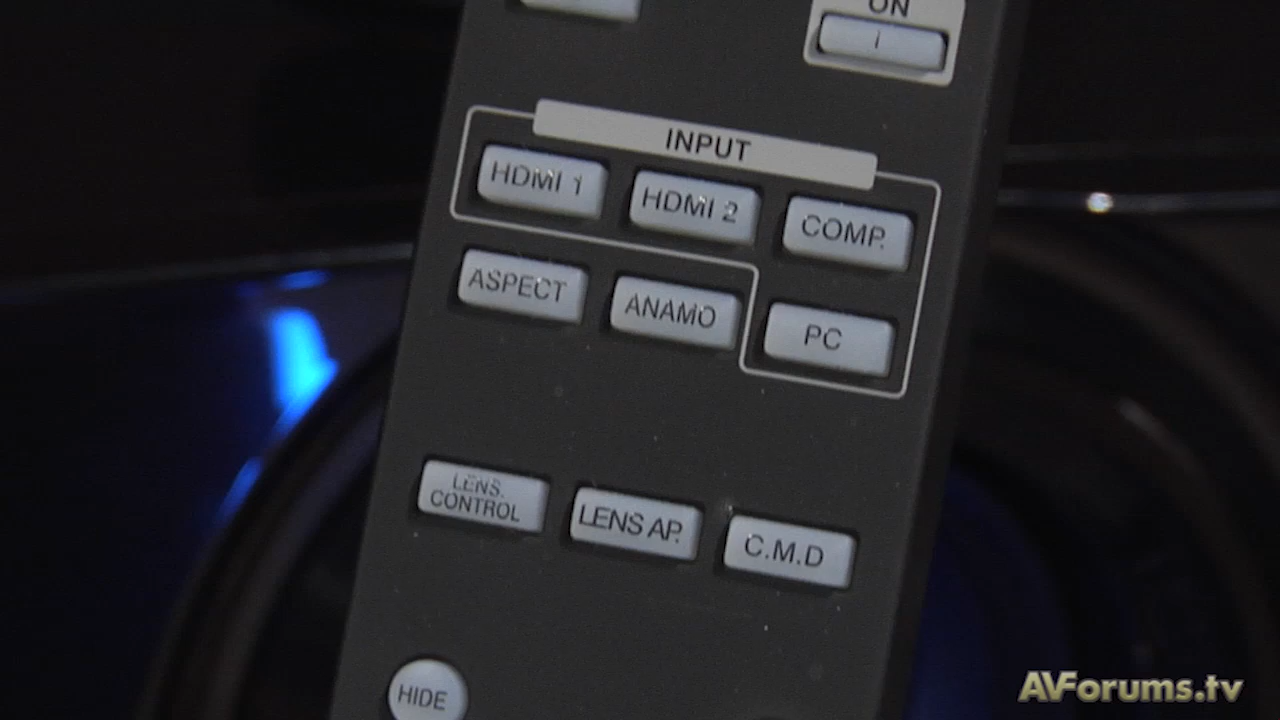 ON
I
INPUT
HDMI 1
HDMI 2
COMP.
ASPECT
ANAMO
PC
LENS.
CONTROL
LENS AP.
C.M.D
HIDE
AVForums.tv